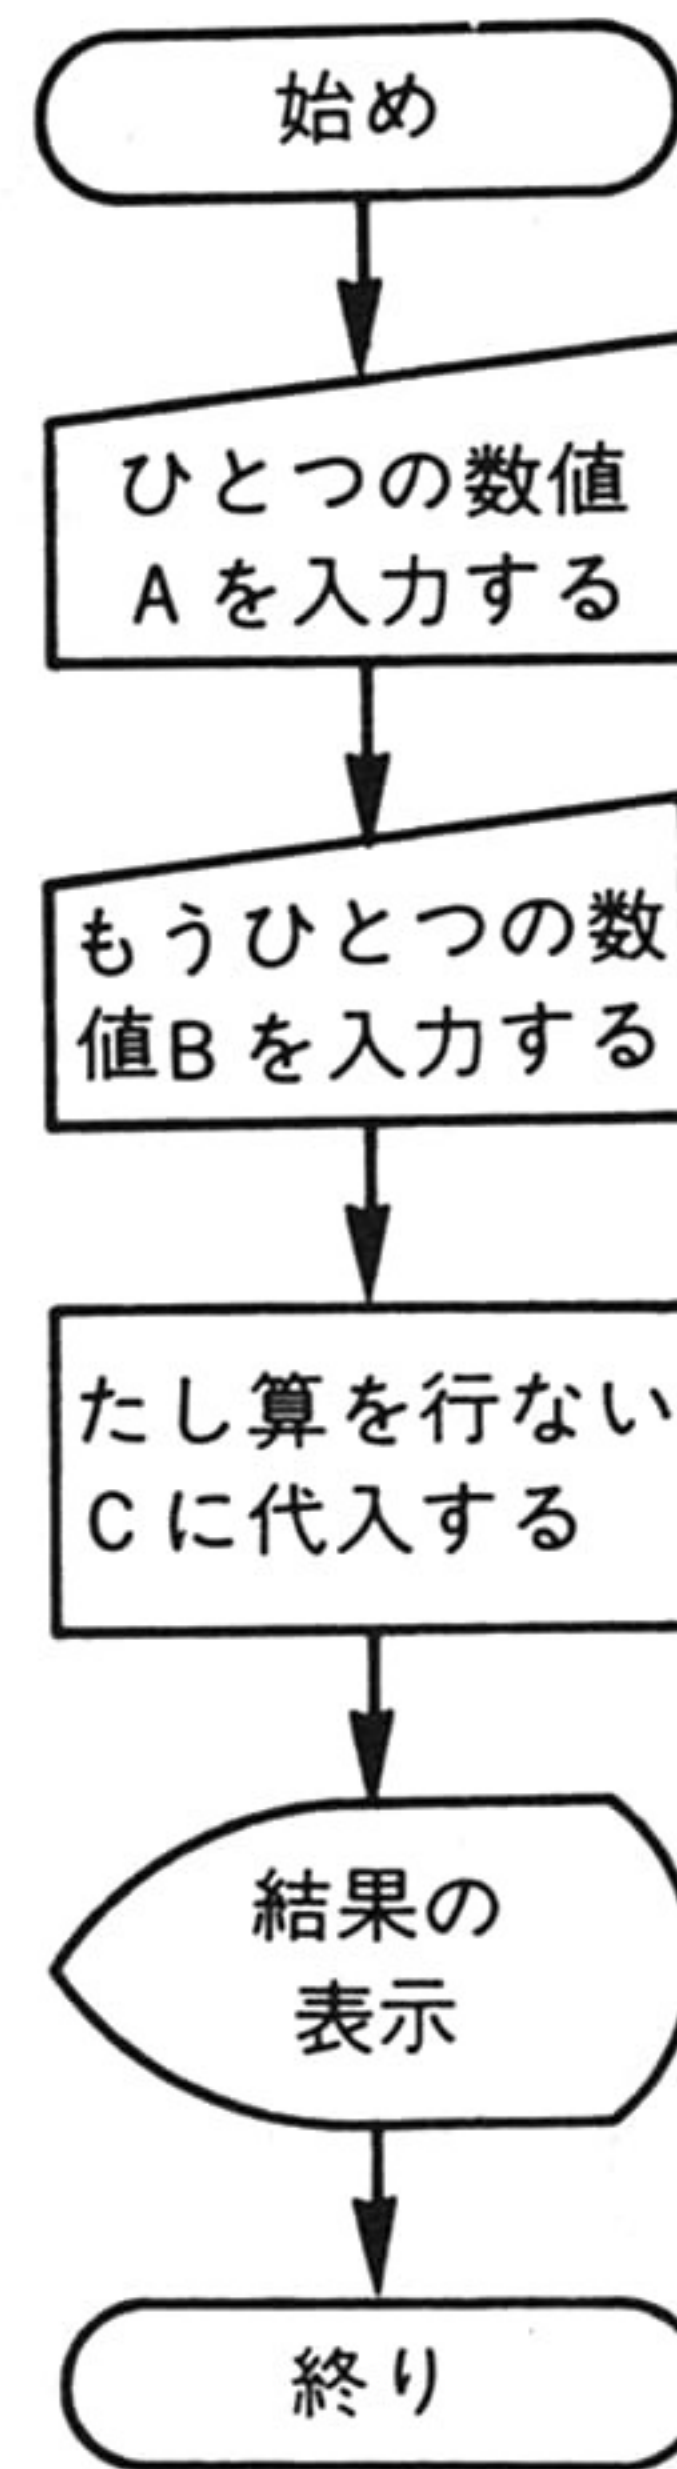 始め
ひとつの数値
Aを入力する
もうひとつの数
値Bを入力する
たし算を行ない
Cに代入する
結果の
表示
終り